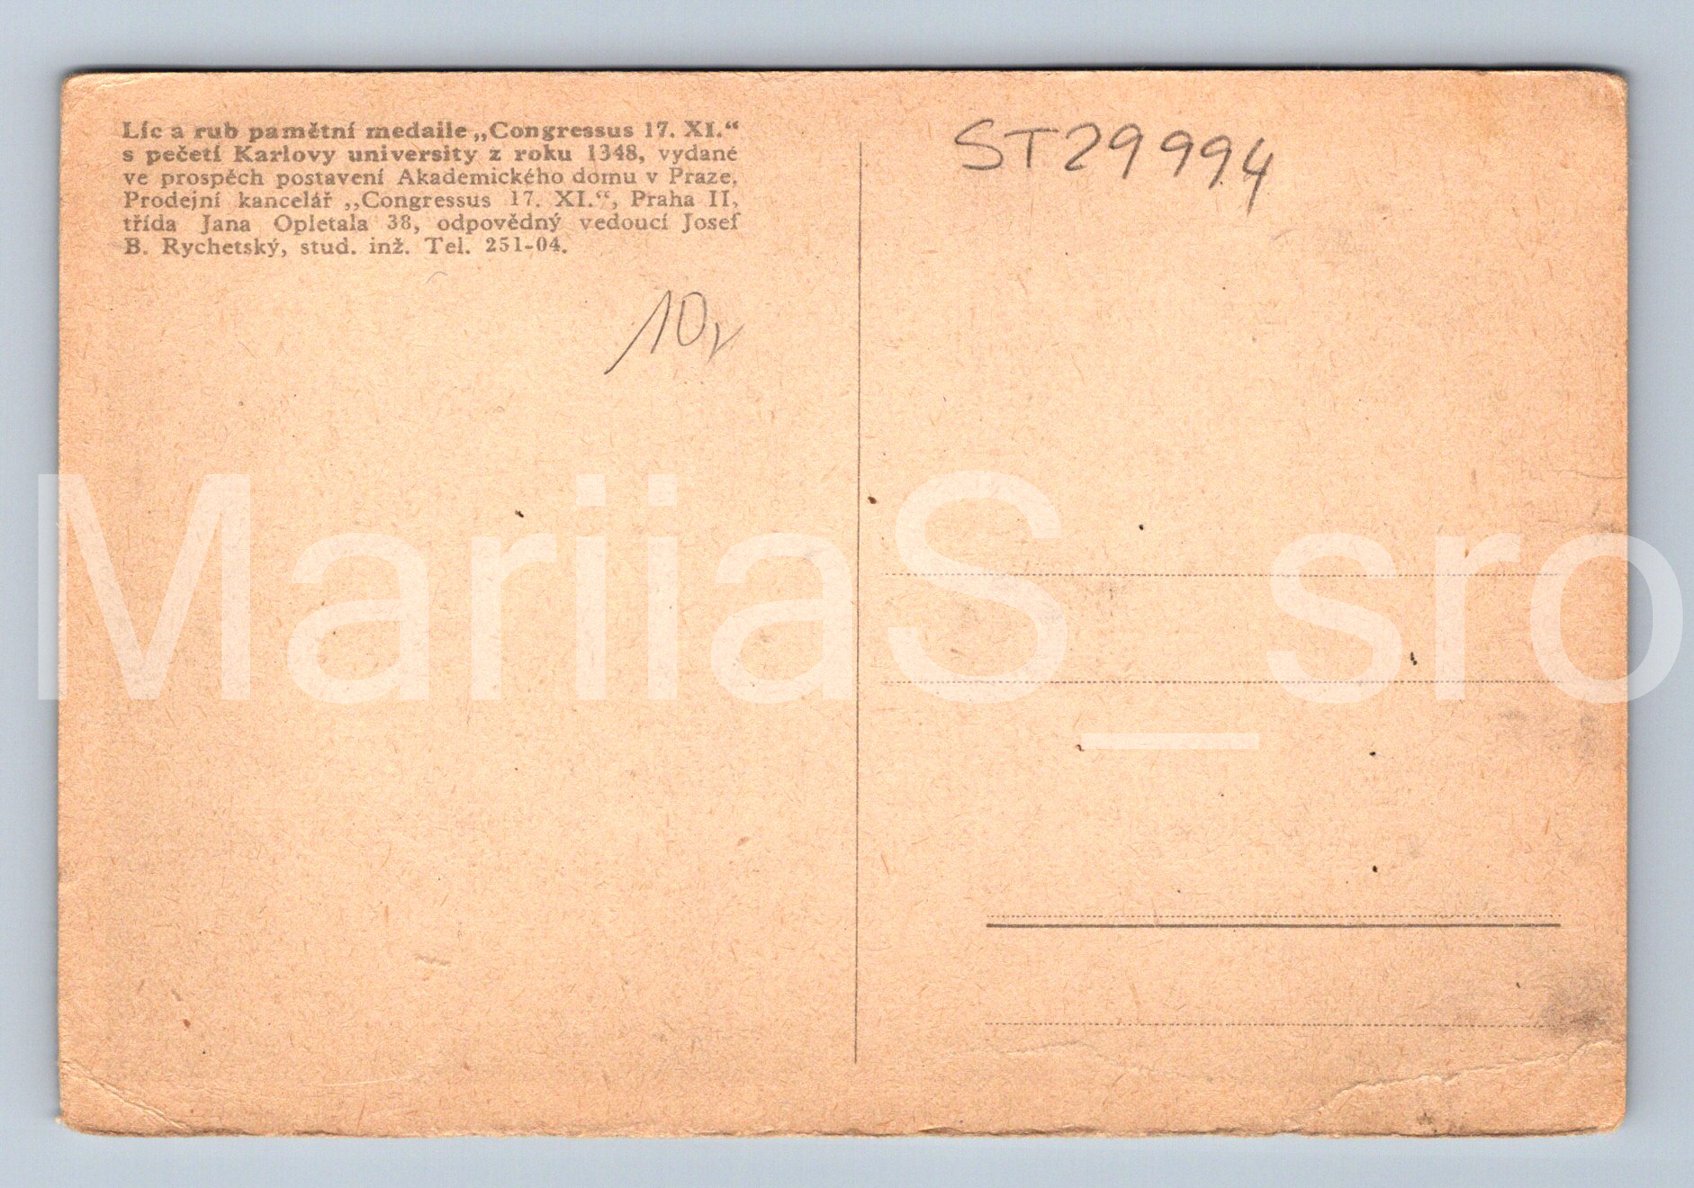 Líc a rub pamětní medaile „Congressus 17. XI.“
s pečetí Karlovy university z roku 1348, vydané
ve prospěch postavení Akademického domu v Praze.
Prodejní kancelář „Congressus 17. XI.“, Praha II,
třída Jana Opletala 38, odpovědný vedoucí Josef
B. Rychetský, stud. inž. Tel. 251-04.
ST29994
10,
MariiaS_sro